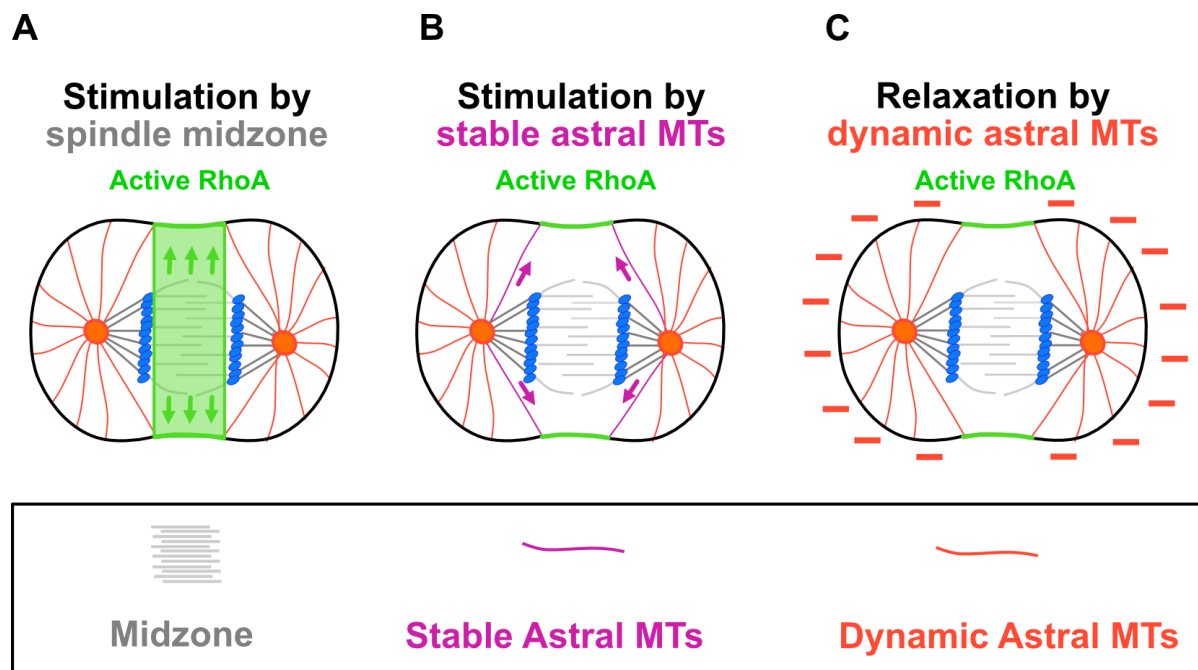 A
B
C
Stimulation by
spindle midzone
Active RhoA
Stimulation by
stable astral MTs
Active RhoA
Relaxation by
dynamic astral MTs
Active RhoA
Midzone
Stable Astral MTs
Dynamic Astral MTs